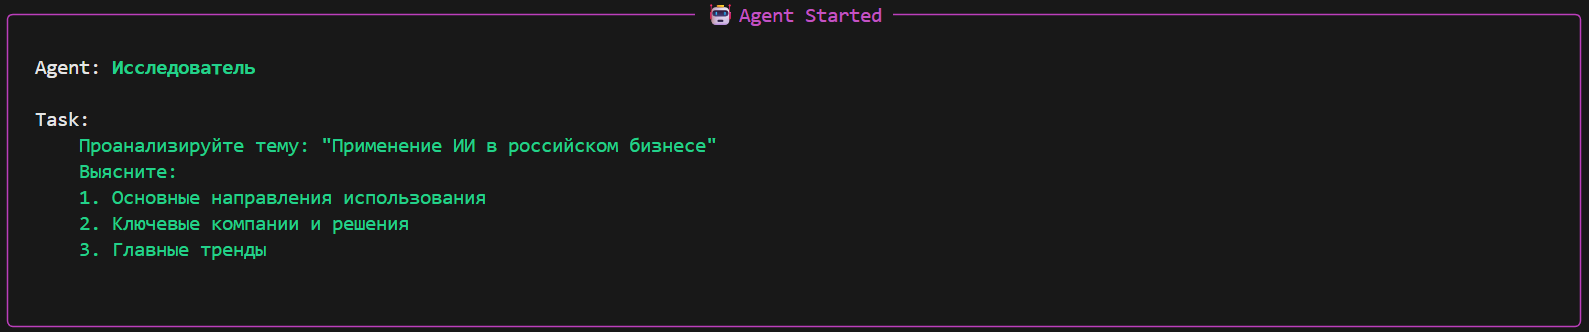 🤖 Agent Started
Agent: Исследователь
Task:
Проанализируйте тему: "Применение ИИ в российском бизнесе"
Выясните:
1. Основные направления использования
2. Ключевые компании и решения
3. Главные тренды